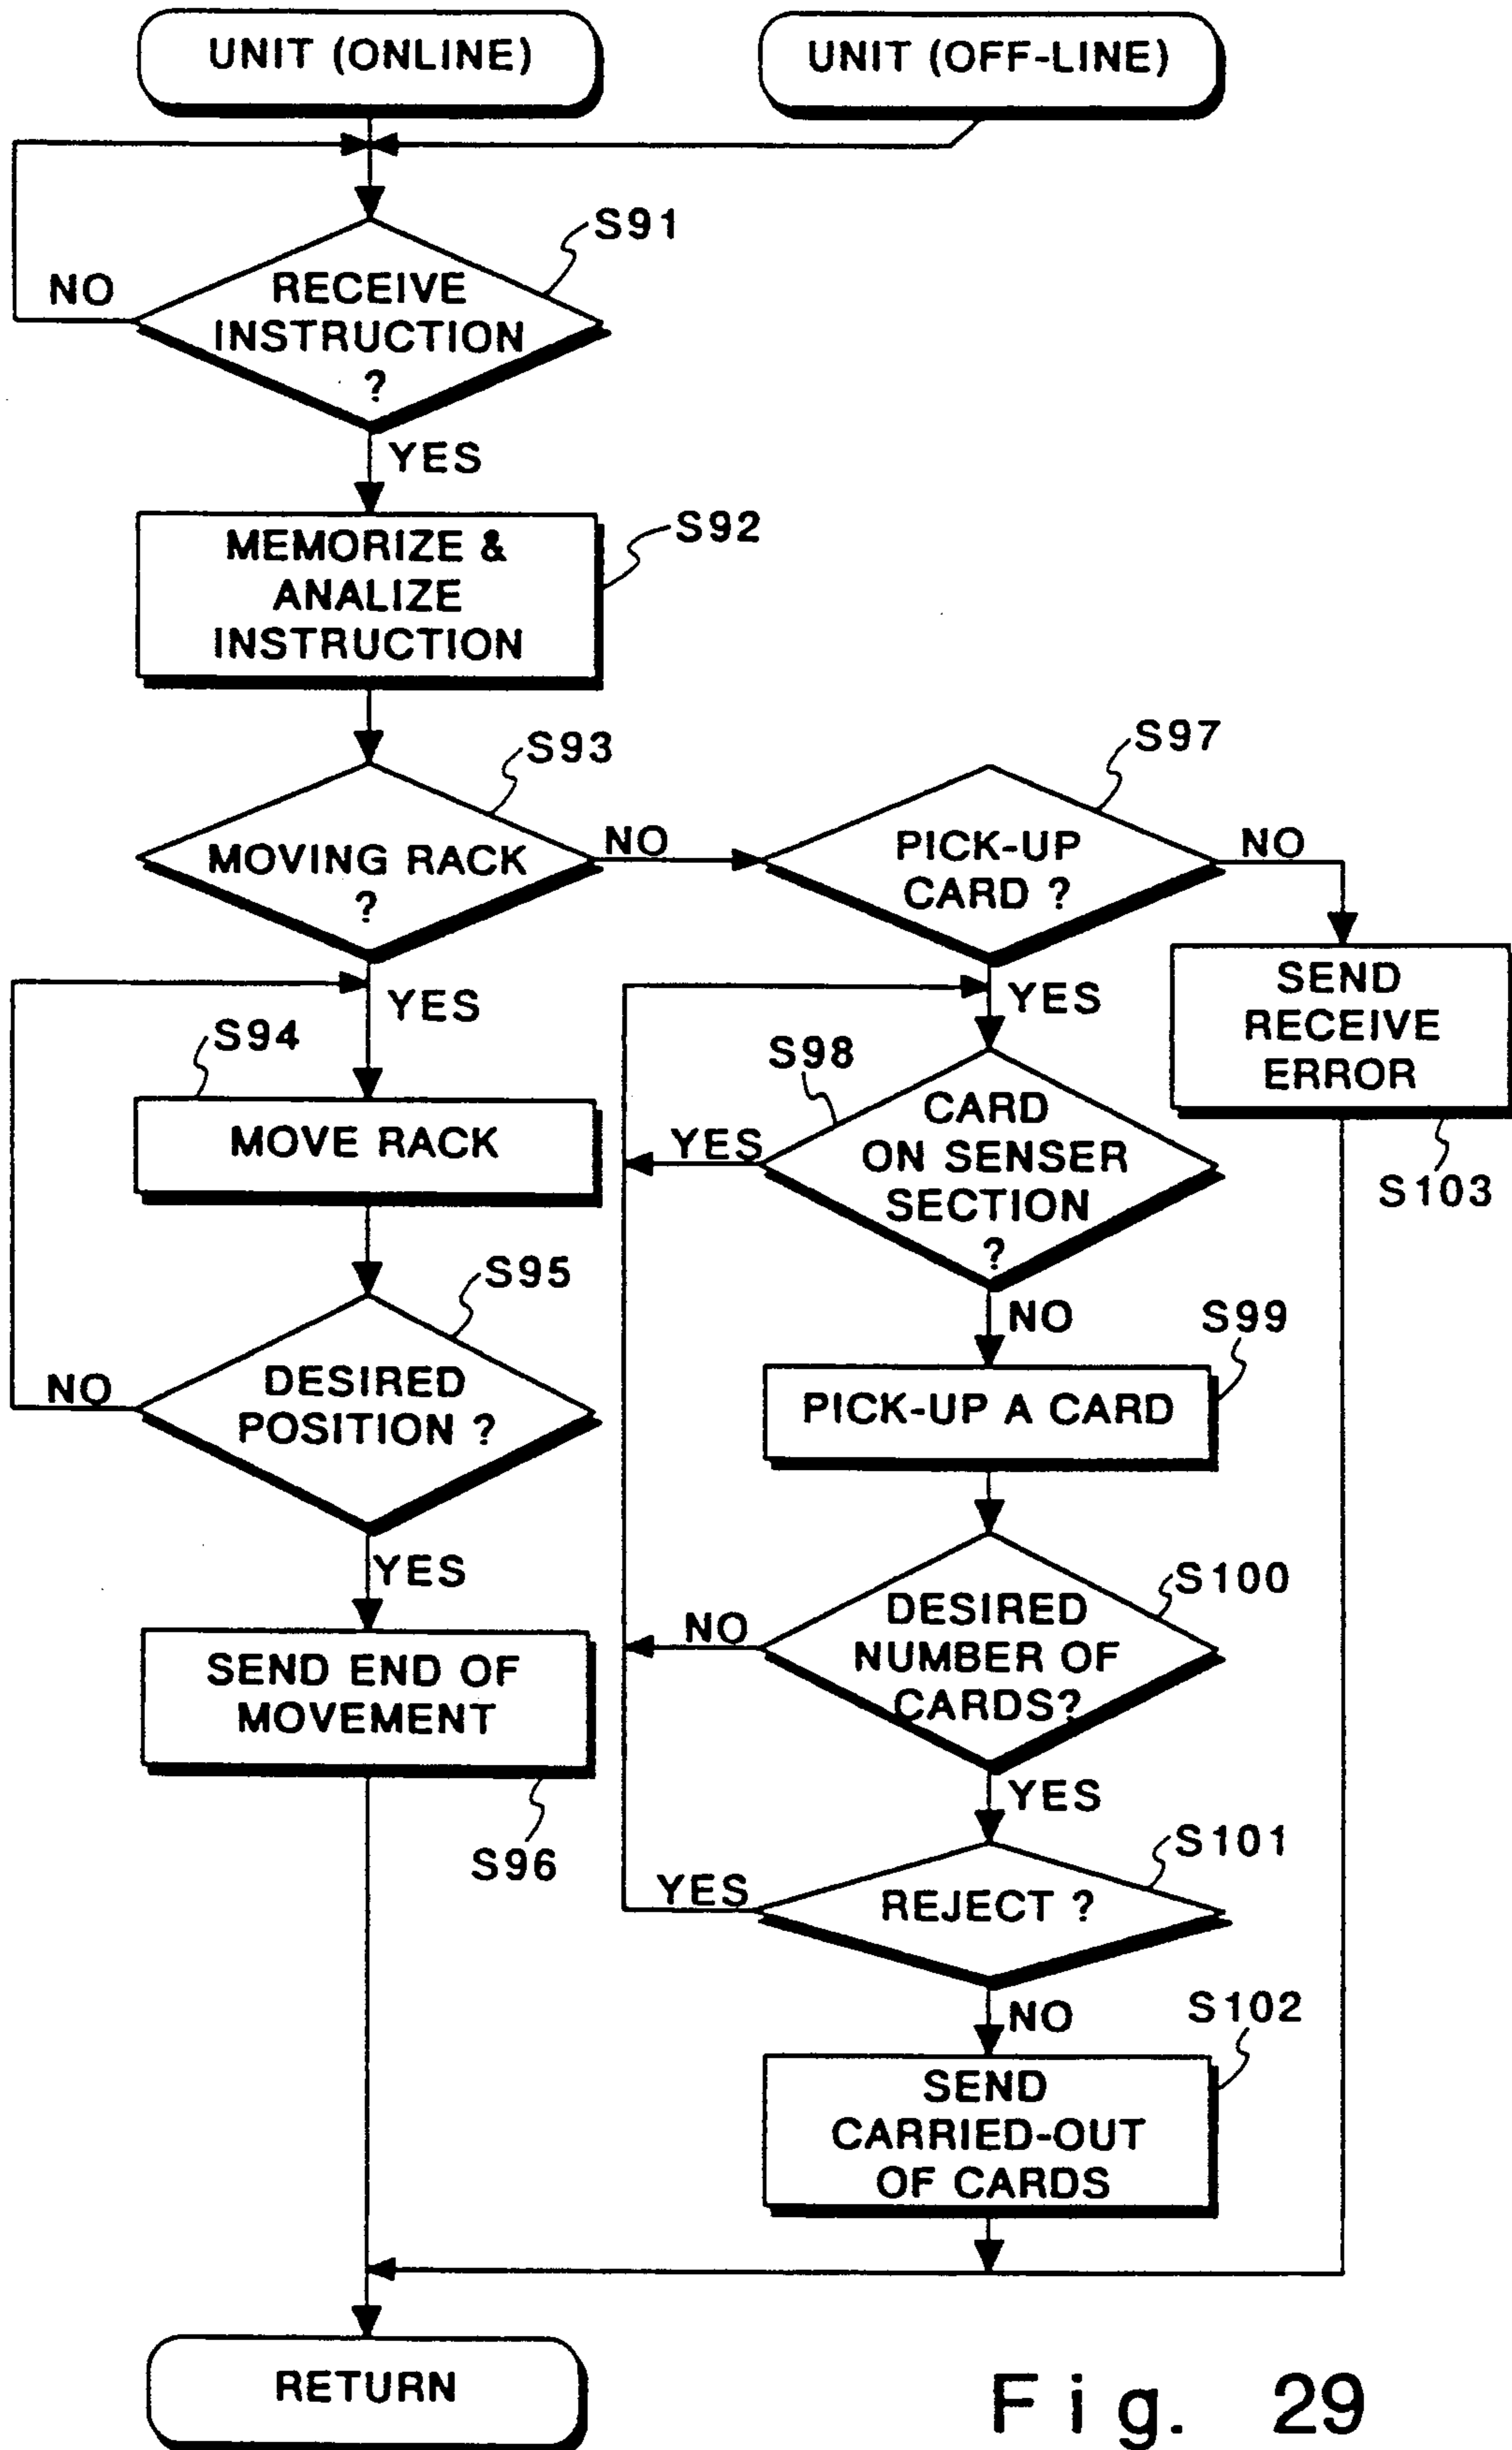 UNIT (ONLINE)
UNIT (OFF-LINE)
S91
NO
RECEIVE
INSTRUCTION
?
YES
S92
MEMORIZE &
ANALIZE
INSTRUCTION
S93
MOVING RACK
?
NO
S97
PICK-UP
CARD ?
NO
YES
YES
SEND
RECEIVE
ERROR
S103
S94
MOVE RACK
S98
CARD
ON SENSER
SECTION
?
YES
NO
S95
DESIRED
POSITION ?
NO
YES
S99
PICK-UP A CARD
S100
DESIRED
NUMBER OF
CARDS?
NO
YES
SEND END OF
MOVEMENT
S96
S101
REJECT ?
YES
NO
S102
SEND
CARRIED-OUT
OF CARDS
RETURN
Fig. 29